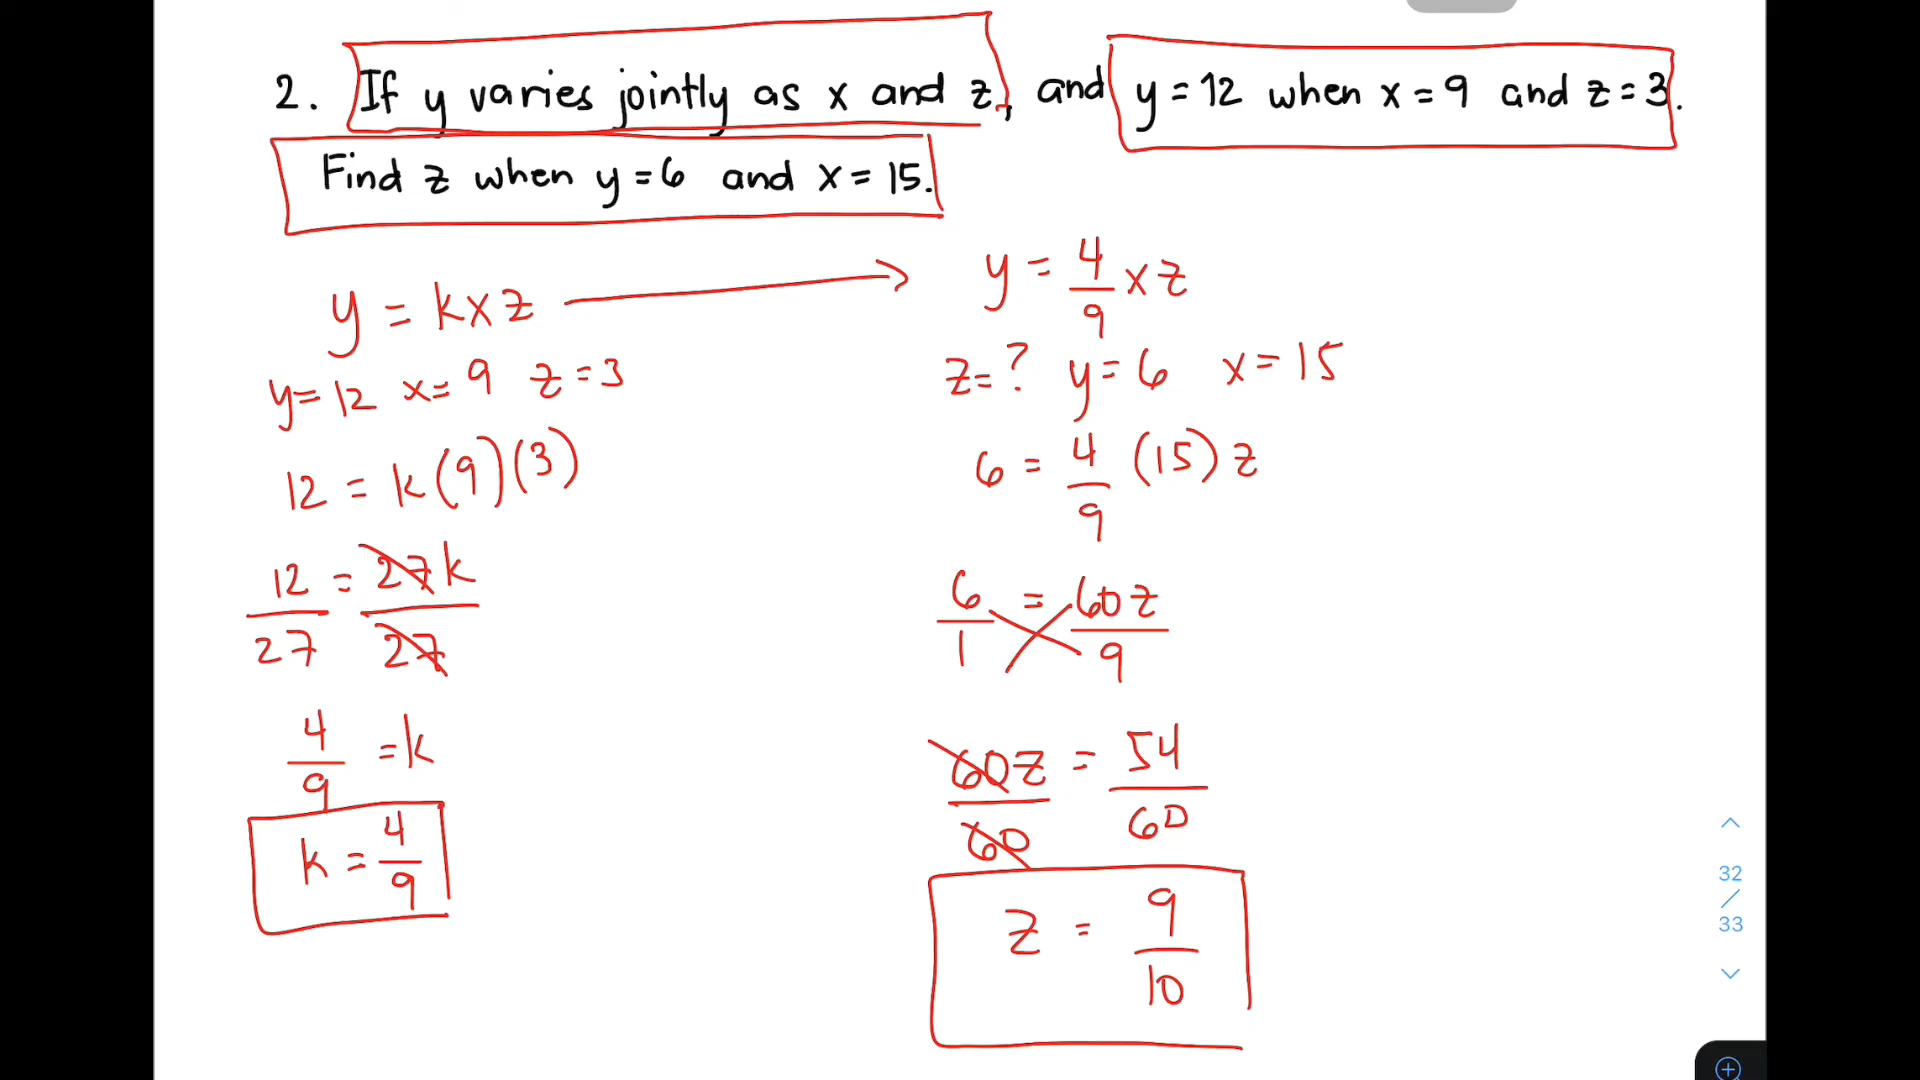 2. If y varies jointly as x and z, and y = 12 when x = 9 and z = 3.
Find z when y = 6 and x = 15.
y = kxz
y = 12 x = 9 z = 3
12 = k(9)(3)
12/27 = 27k/27
4/9 = k
k = 4/9
y = 4/9 xz
z = ? y = 6 x = 15
6 = 4/9 (15) z
6/1 = 60z/9
60z/60 = 54/60
z = 9/10
32
/
33